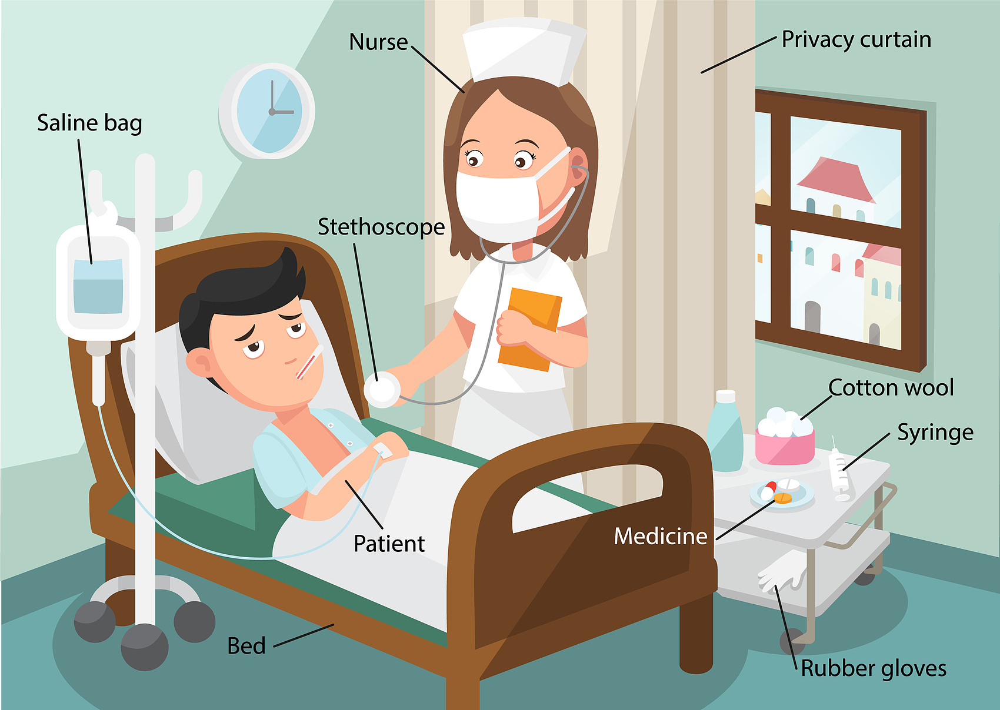 Nurse
Privacy curtain
Saline bag
Stethoscope
Cotton wool
Syringe
Medicine
Patient
Bed
Rubber gloves